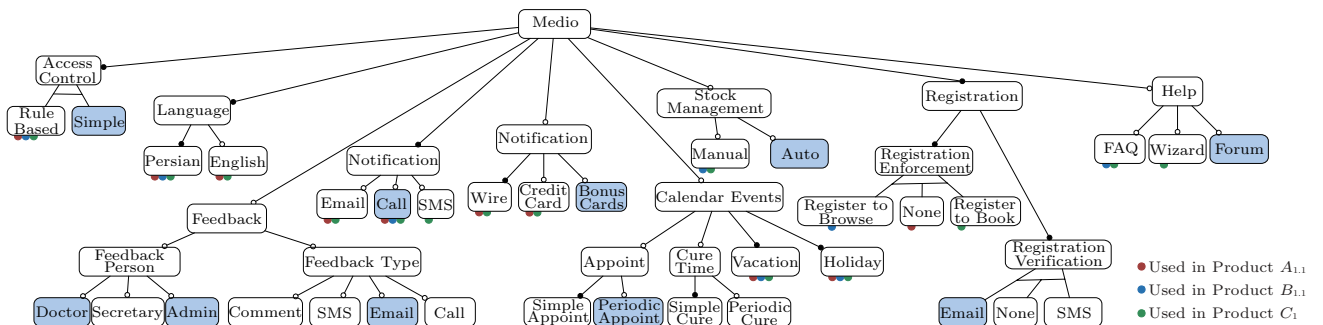 Medio
Access
Control
Rule
Based
Simple
Language
Persian
English
Feedback
Feedback
Person
Doctor
Secretary
Admin
Feedback Type
Comment
SMS
Email
Call
Notification
Email
Call
SMS
Notification
Wire
Credit
Card
Bonus
Cards
Stock
Management
Manual
Auto
Calendar Events
Appoint
Simple
Appoint
Periodic
Appoint
Cure
Time
Simple
Cure
Periodic
Cure
Vacation
Holiday
Registration
Registration
Enforcement
Register to
Browse
None
Register
to Book
Registration
Verification
Email
None
SMS
Help
FAQ
Wizard
Forum
Used in Product A1.1
Used in Product B1.1
Used in Product C1